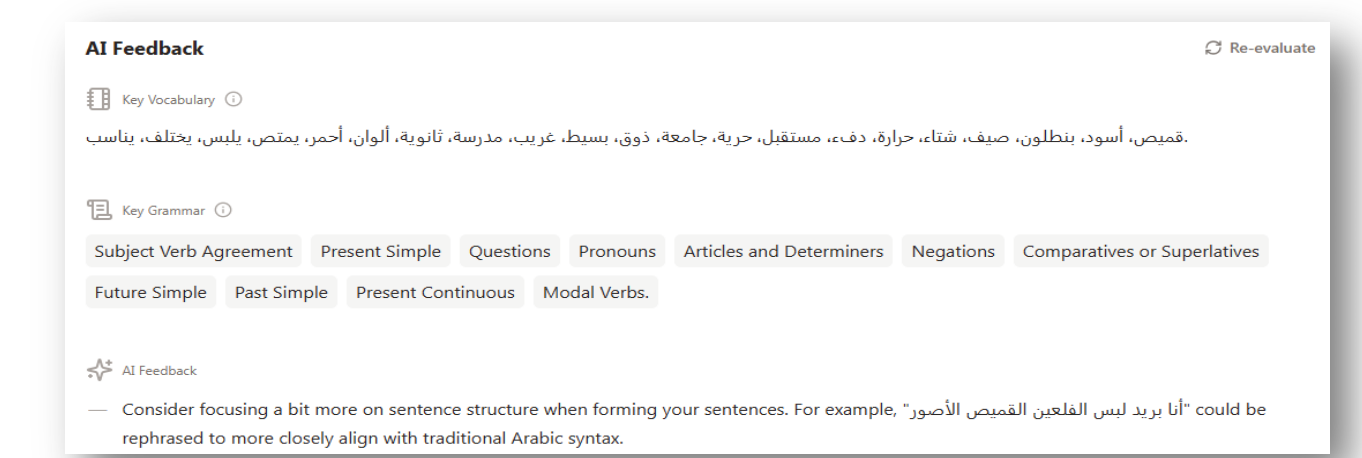 AI Feedback
Re-evaluate
Key Vocabulary
قميص، أسود، بنطلون، صيف، شتاء، حرارة، دفء، مستقبل، حرية، جامعة، ذوق، بسيط، غريب، مدرسة، ثانوية، ألوان، أحمر، يمتص، يلبس، يختلف، يناسب.
Key Grammar
Subject Verb Agreement Present Simple Questions Pronouns Articles and Determiners Negations Comparatives or Superlatives
Future Simple Past Simple Present Continuous Modal Verbs.
AI Feedback
— Consider focusing a bit more on sentence structure when forming your sentences. For example, "أنا بريد لبس الفلعين القميص الأصور" could be
rephrased to more closely align with traditional Arabic syntax.